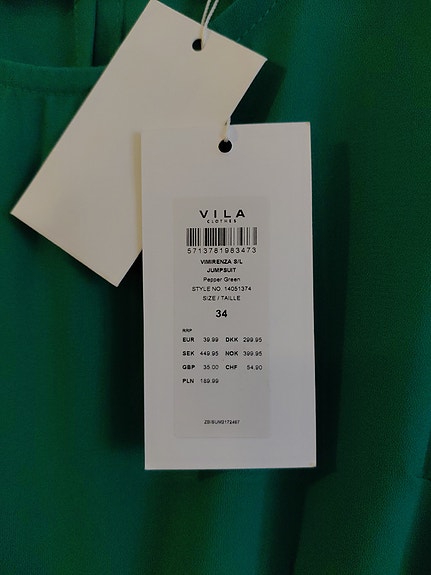 VILA
CLOTHES
5713781983473
VIMIRENZA S/L
JUMPSUIT
Pepper Green
STYLE NO. 14051374
SIZE / TAILLE
34
RRP
EUR 39.99 DKK 299.95
SEK 449.95 NOK 399.95
GBP 35.00 CHF 54.90
PLN 189.99